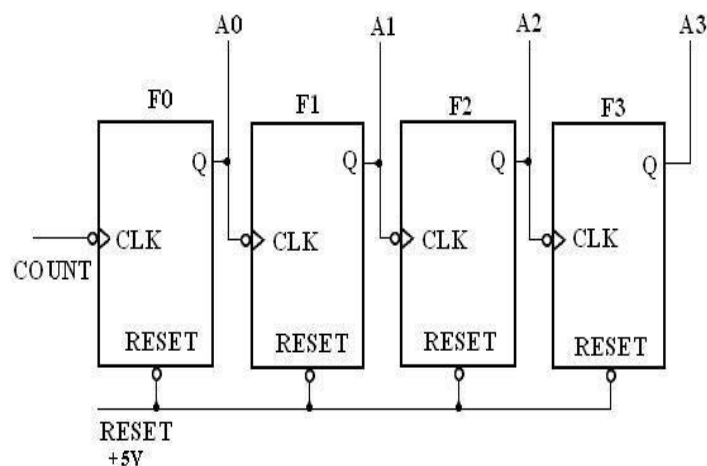 A0 A1 A2 A3
F0 F1 F2 F3
Q Q Q Q
CLK CLK CLK CLK
COUNT
RESET RESET RESET RESET
RESET
+5V